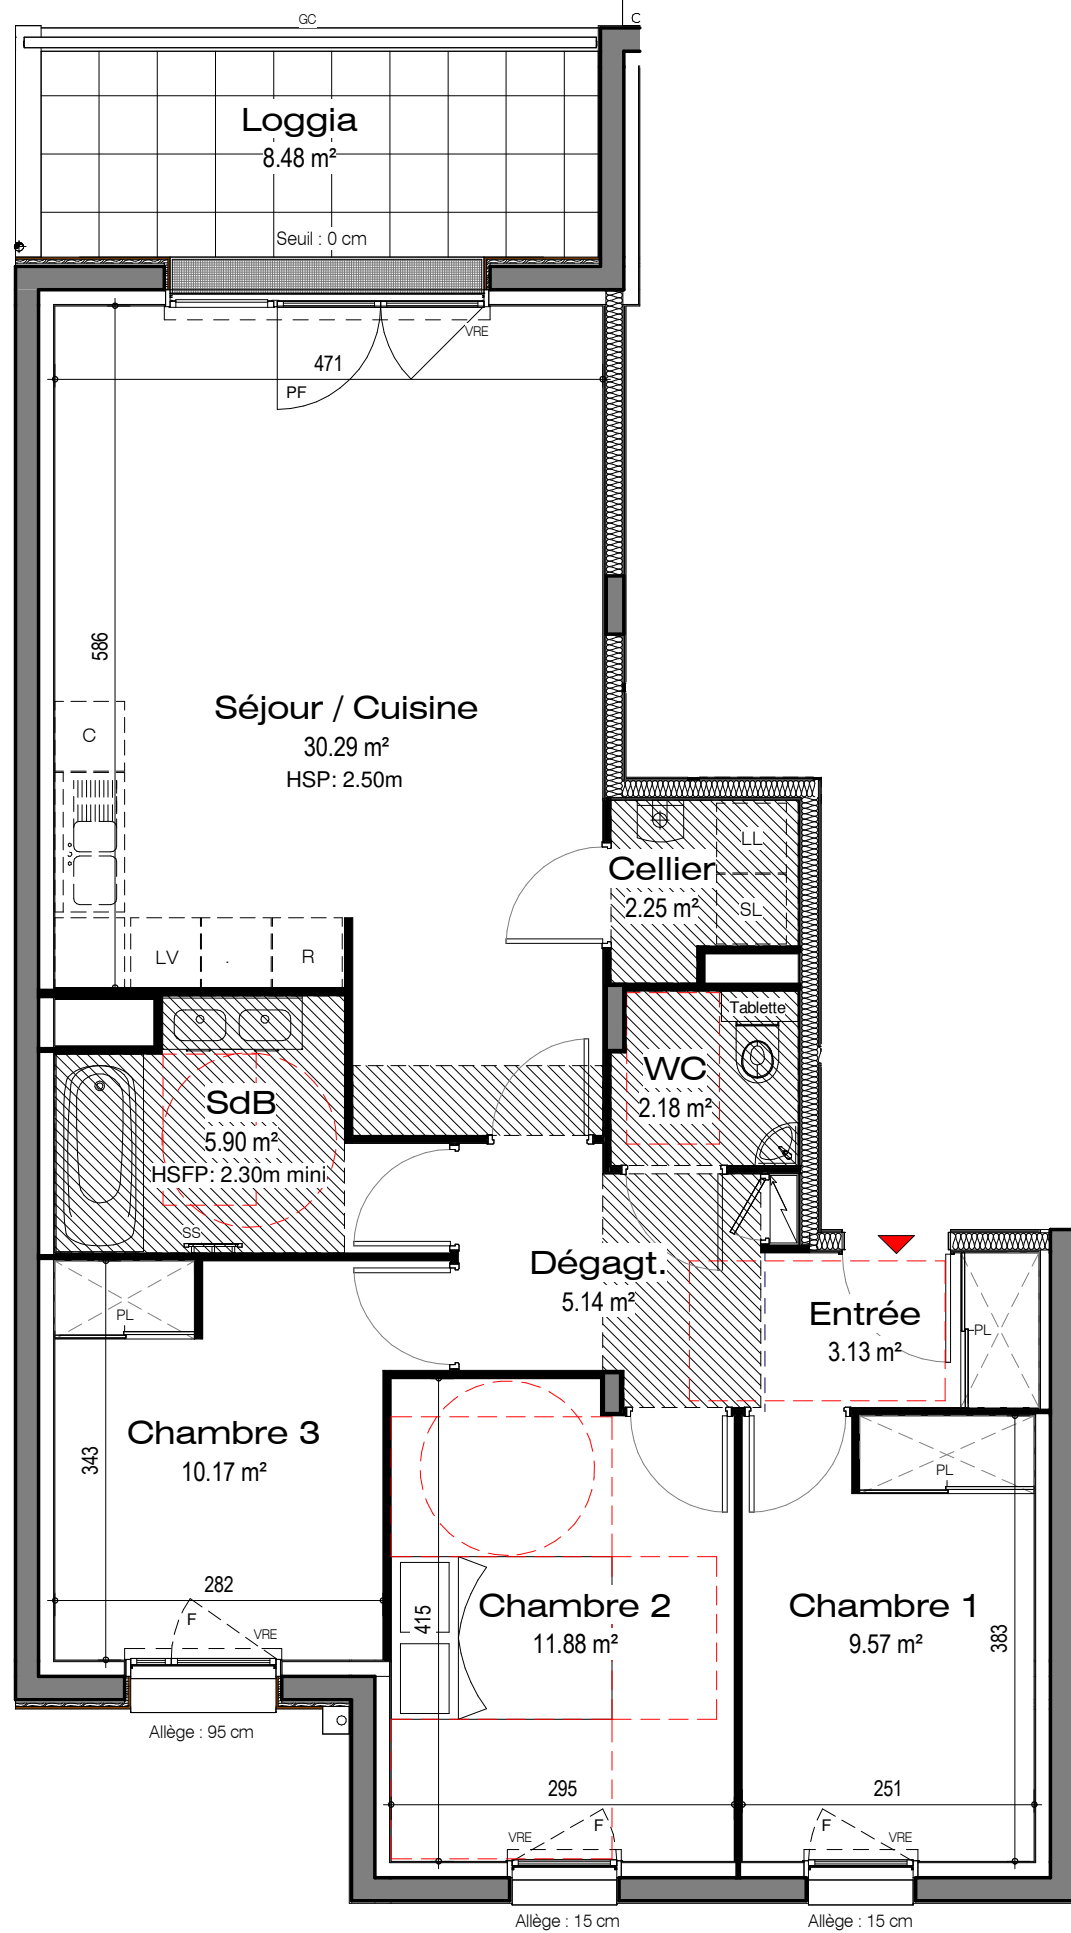 GC
C
Loggia
8.48 m²
Seuil : 0 cm
VRE
471
PF
586
Séjour / Cuisine
30.29 m²
HSP: 2.50m
C
LL
Cellier
2.25 m²
SL
LV
.
R
Tablette
WC
2.18 m²
SdB
5.90 m²
HSFP: 2.30m mini
SS
Dégagt.
5.14 m²
Entrée
3.13 m²
PL
PL
Chambre 3
10.17 m²
343
PL
282
F
VRE
Allège : 95 cm
Chambre 2
11.88 m²
415
Chambre 1
9.57 m²
383
295
251
VRE
F
F
VRE
Allège : 15 cm
Allège : 15 cm